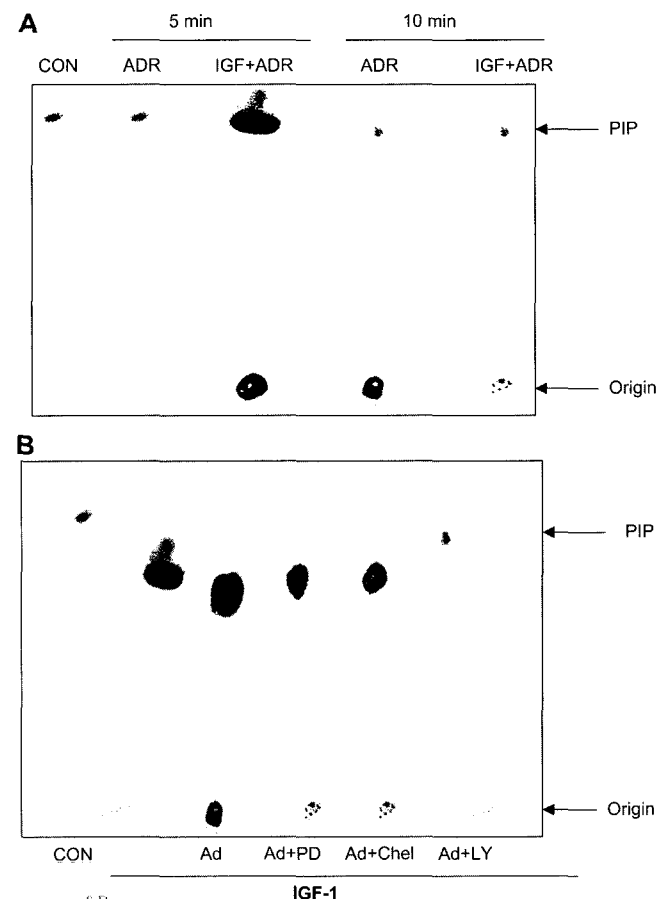 A
5 min 10 min
CON ADR IGF+ADR ADR IGF+ADR
PIP
Origin
B
PIP
Origin
CON Ad Ad+PD Ad+Chel Ad+LY
IGF-1